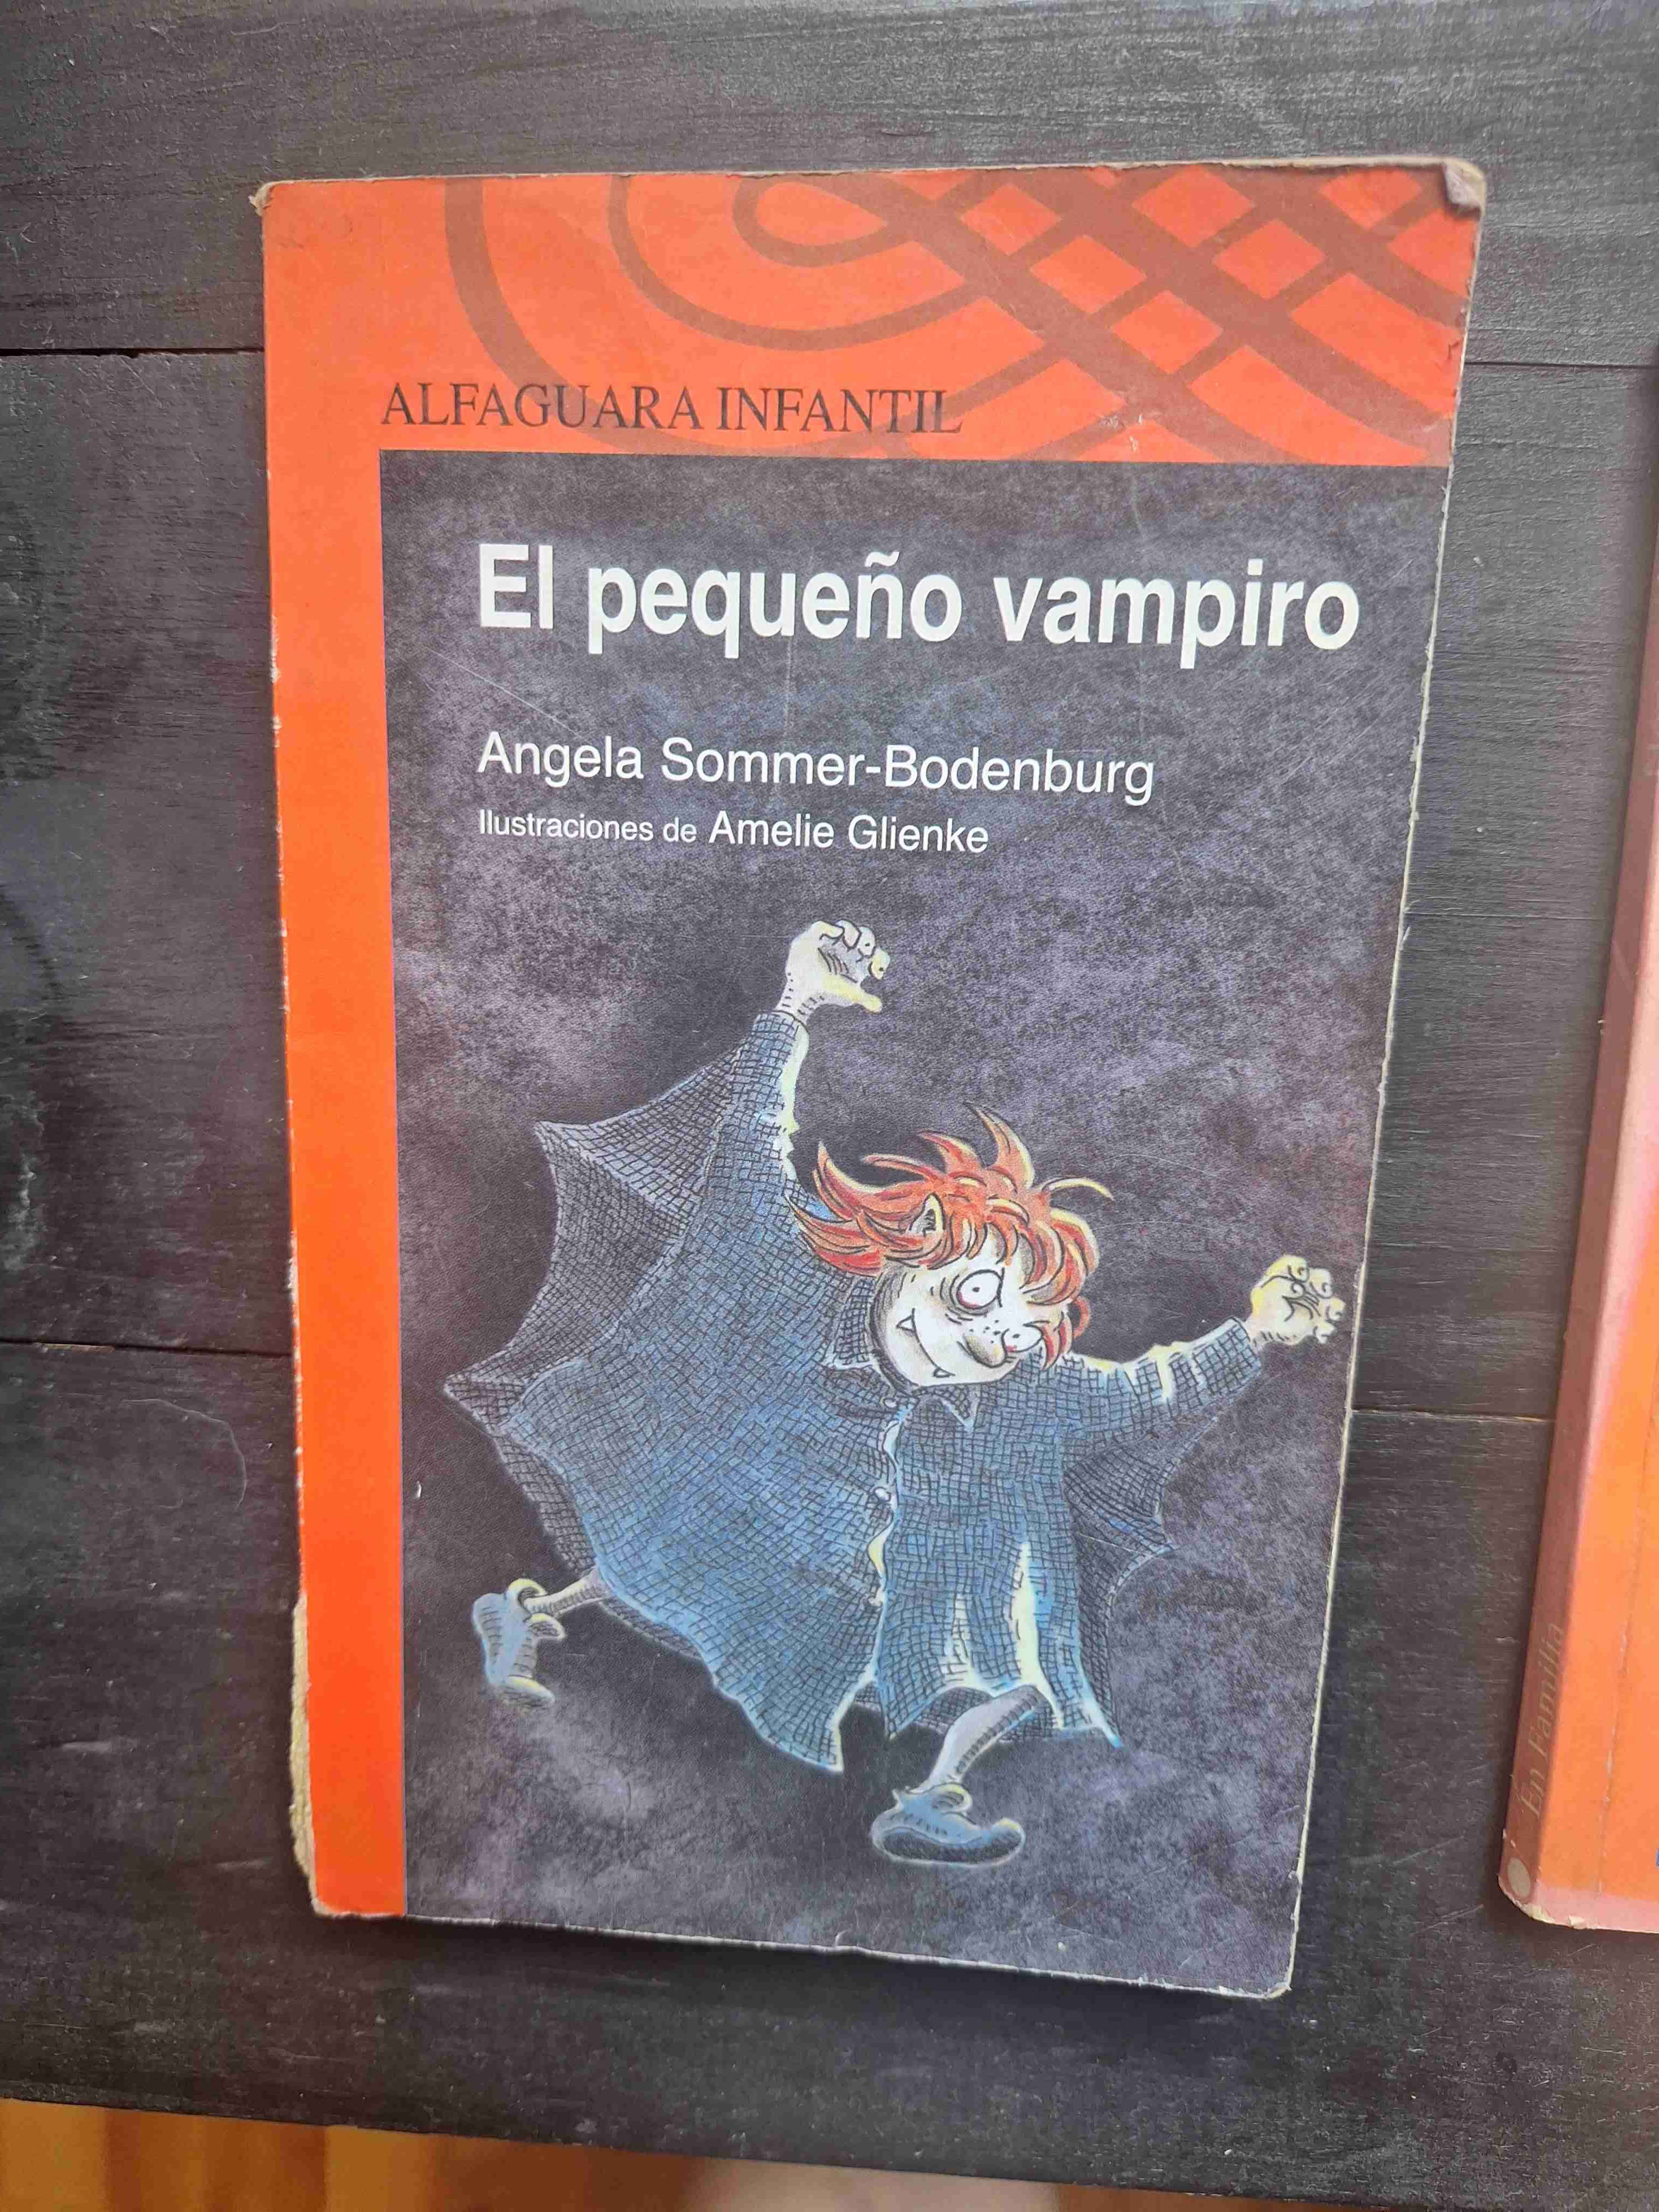 ALFAGUARA INFANTIL
El pequeño vampiro
Angela Sommer-Bodenburg
Ilustraciones de Amelie Glienke
En Familia